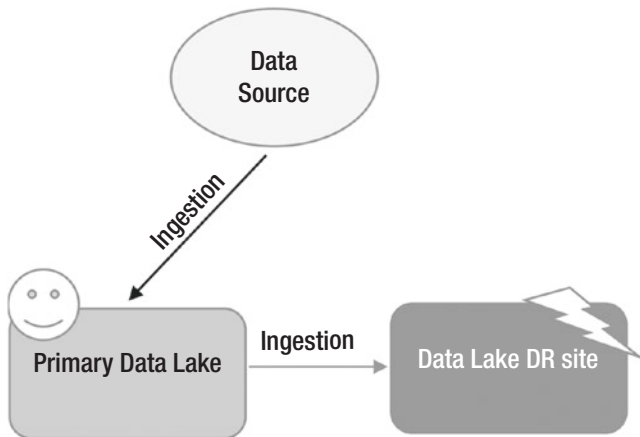 Data
Source
Ingestion
Primary Data Lake
Ingestion
Data Lake DR site